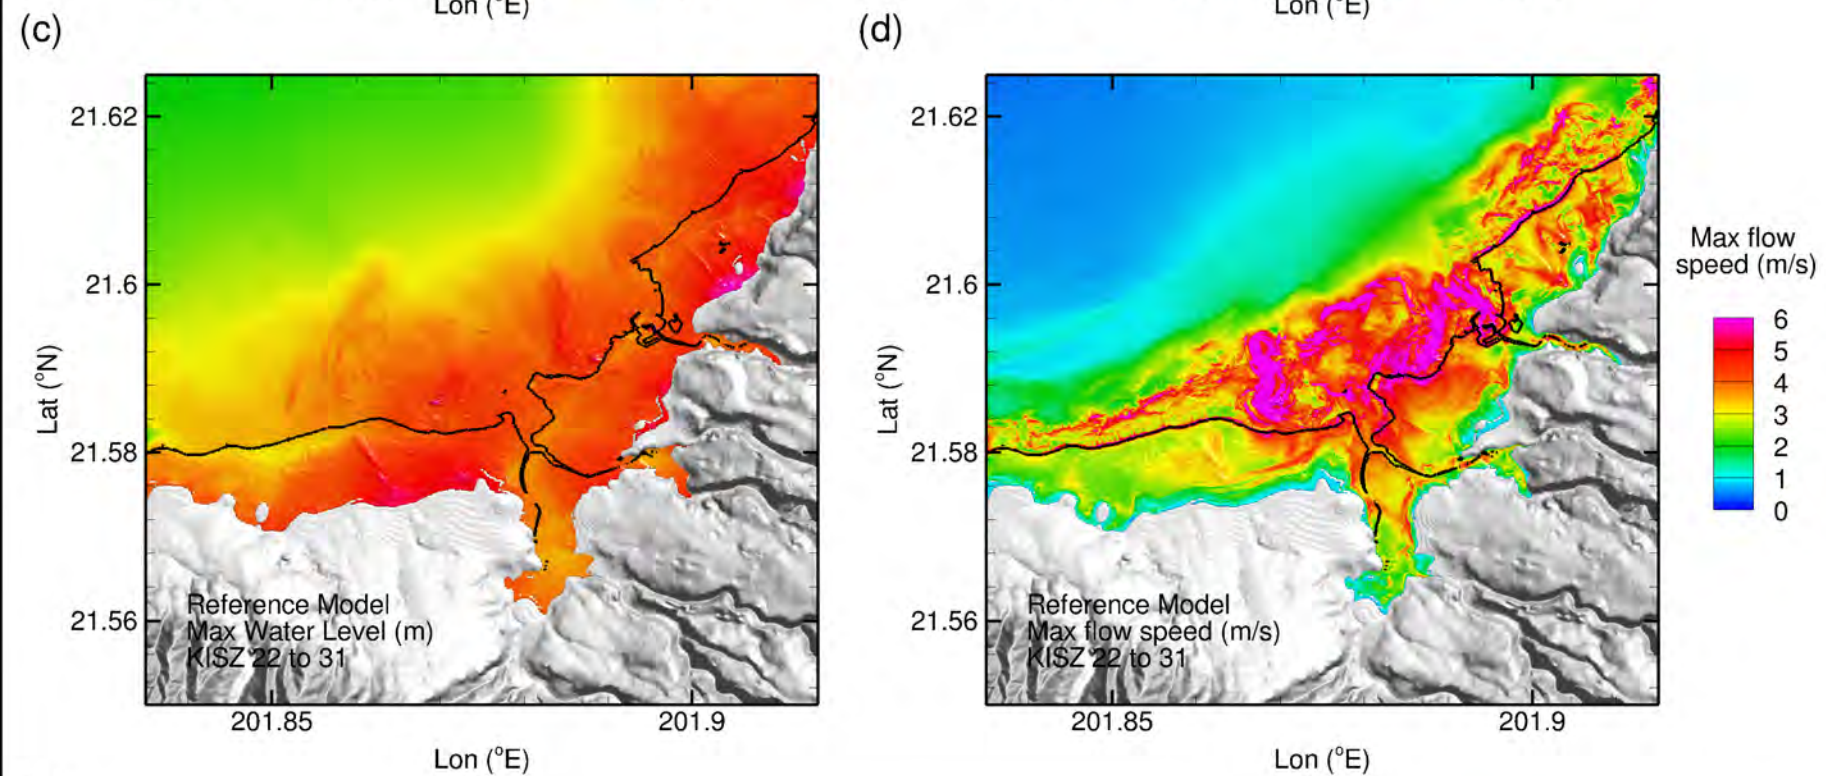 Lon (°E)
Lon (°E)
(c)
(d)
21.62
21.6
21.58
21.56
Lat (°N)
Reference Model
Max Water Level (m)
KISZ 22 to 31
201.85
201.9
Lon (°E)
21.62
21.6
21.58
21.56
Lat (°N)
Reference Model
Max flow speed (m/s)
KISZ 22 to 31
201.85
201.9
Lon (°E)
Max flow
speed (m/s)
6
5
4
3
2
1
0